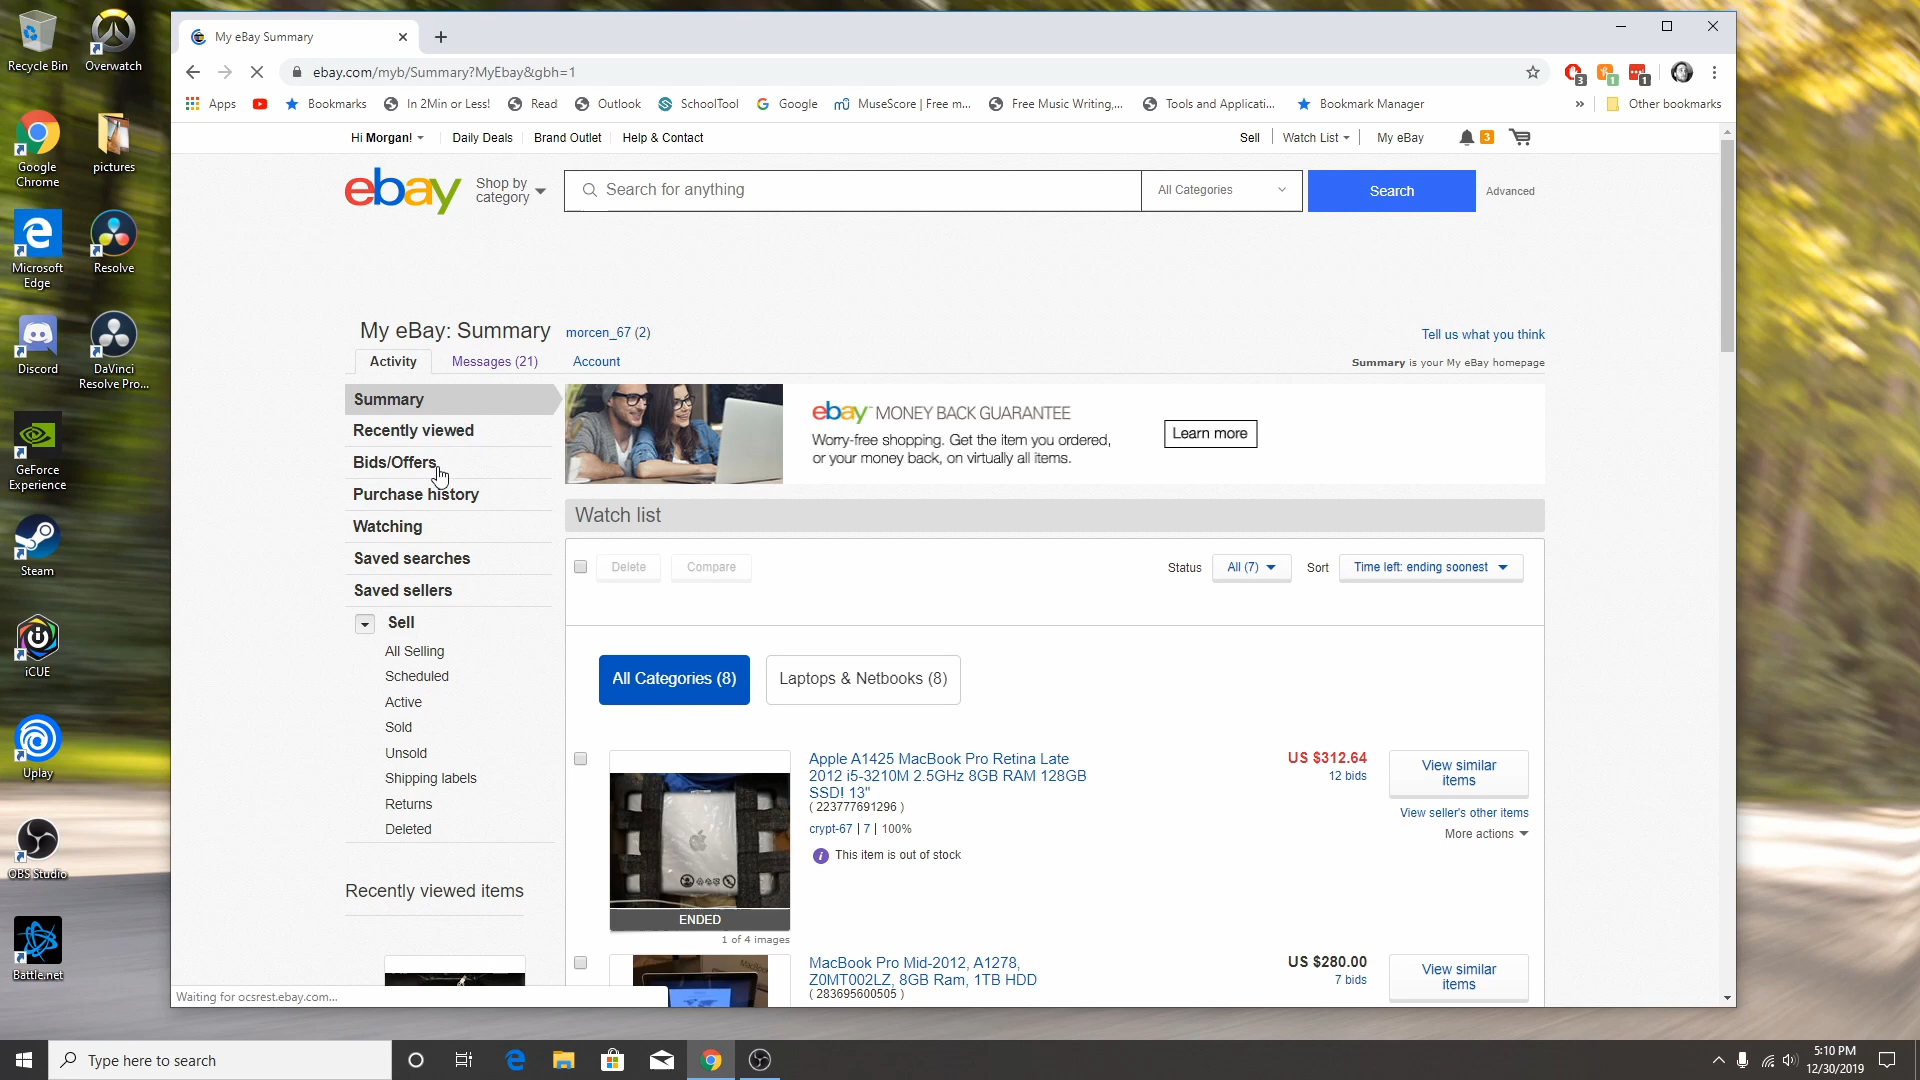 Recycle Bin
Overwatch
Google Chrome
pictures
Microsoft Edge
Resolve
Discord
DaVinci Resolve Pro...
GeForce Experience
Steam
iCUE
Uplay
OBS Studio
Battle.net
My eBay Summary
ebay.com/myb/Summary?MyEbay&gbh=1
3
1
1
Apps
Bookmarks
In 2Min or Less!
Read
Outlook
SchoolTool
Google
MuseScore | Free m...
Free Music Writing,...
Tools and Applicati...
Bookmark Manager
»
Other bookmarks
Hi Morgan!
Daily Deals
Brand Outlet
Help & Contact
Sell
Watch List
My eBay
3
ebay
Shop by category
Search for anything
All Categories
Search
Advanced
My eBay: Summary
morcen_67 (2)
Tell us what you think
Activity
Messages (21)
Account
Summary is your My eBay homepage
Summary
Recently viewed
Bids/Offers
Purchase history
Watching
Saved searches
Saved sellers
Sell
All Selling
Scheduled
Active
Sold
Unsold
Shipping labels
Returns
Deleted
Recently viewed items
ebay MONEY BACK GUARANTEE
Worry-free shopping. Get the item you ordered,
or your money back, on virtually all items.
Learn more
Watch list
Delete
Compare
Status
All (7)
Sort
Time left: ending soonest
All Categories (8)
Laptops & Netbooks (8)
ENDED
1 of 4 images
Apple A1425 MacBook Pro Retina Late
2012 i5-3210M 2.5GHz 8GB RAM 128GB
SSD! 13"
( 223777691296 )
crypt-67 | 7 | 100%
This item is out of stock
US $312.64
12 bids
View similar items
View seller's other items
More actions
MacBook Pro Mid-2012, A1278,
Z0MT002LZ, 8GB Ram, 1TB HDD
( 283695600505 )
US $280.00
7 bids
View similar items
Waiting for ocsrest.ebay.com...
Type here to search
5:10 PM
12/30/2019